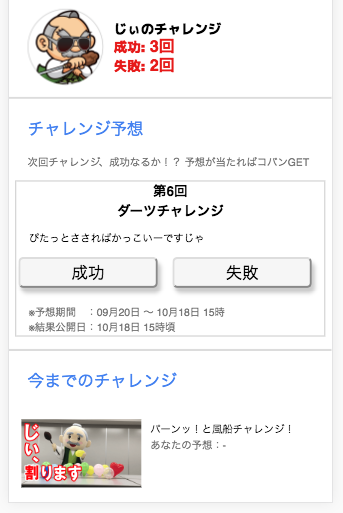 じぃのチャレンジ
成功: 3回
失敗: 2回
チャレンジ予想
次回チャレンジ、成功なるか！？ 予想が当たればコバンGET
第6回
ダーツチャレンジ
ぴたっとささればかっこいーですじゃ
成功
失敗
※予想期間　：09月20日 〜 10月18日 15時
※結果公開日：10月18日 15時頃
今までのチャレンジ
じい、
割ります
パーンッ！と風船チャレンジ！
あなたの予想：-